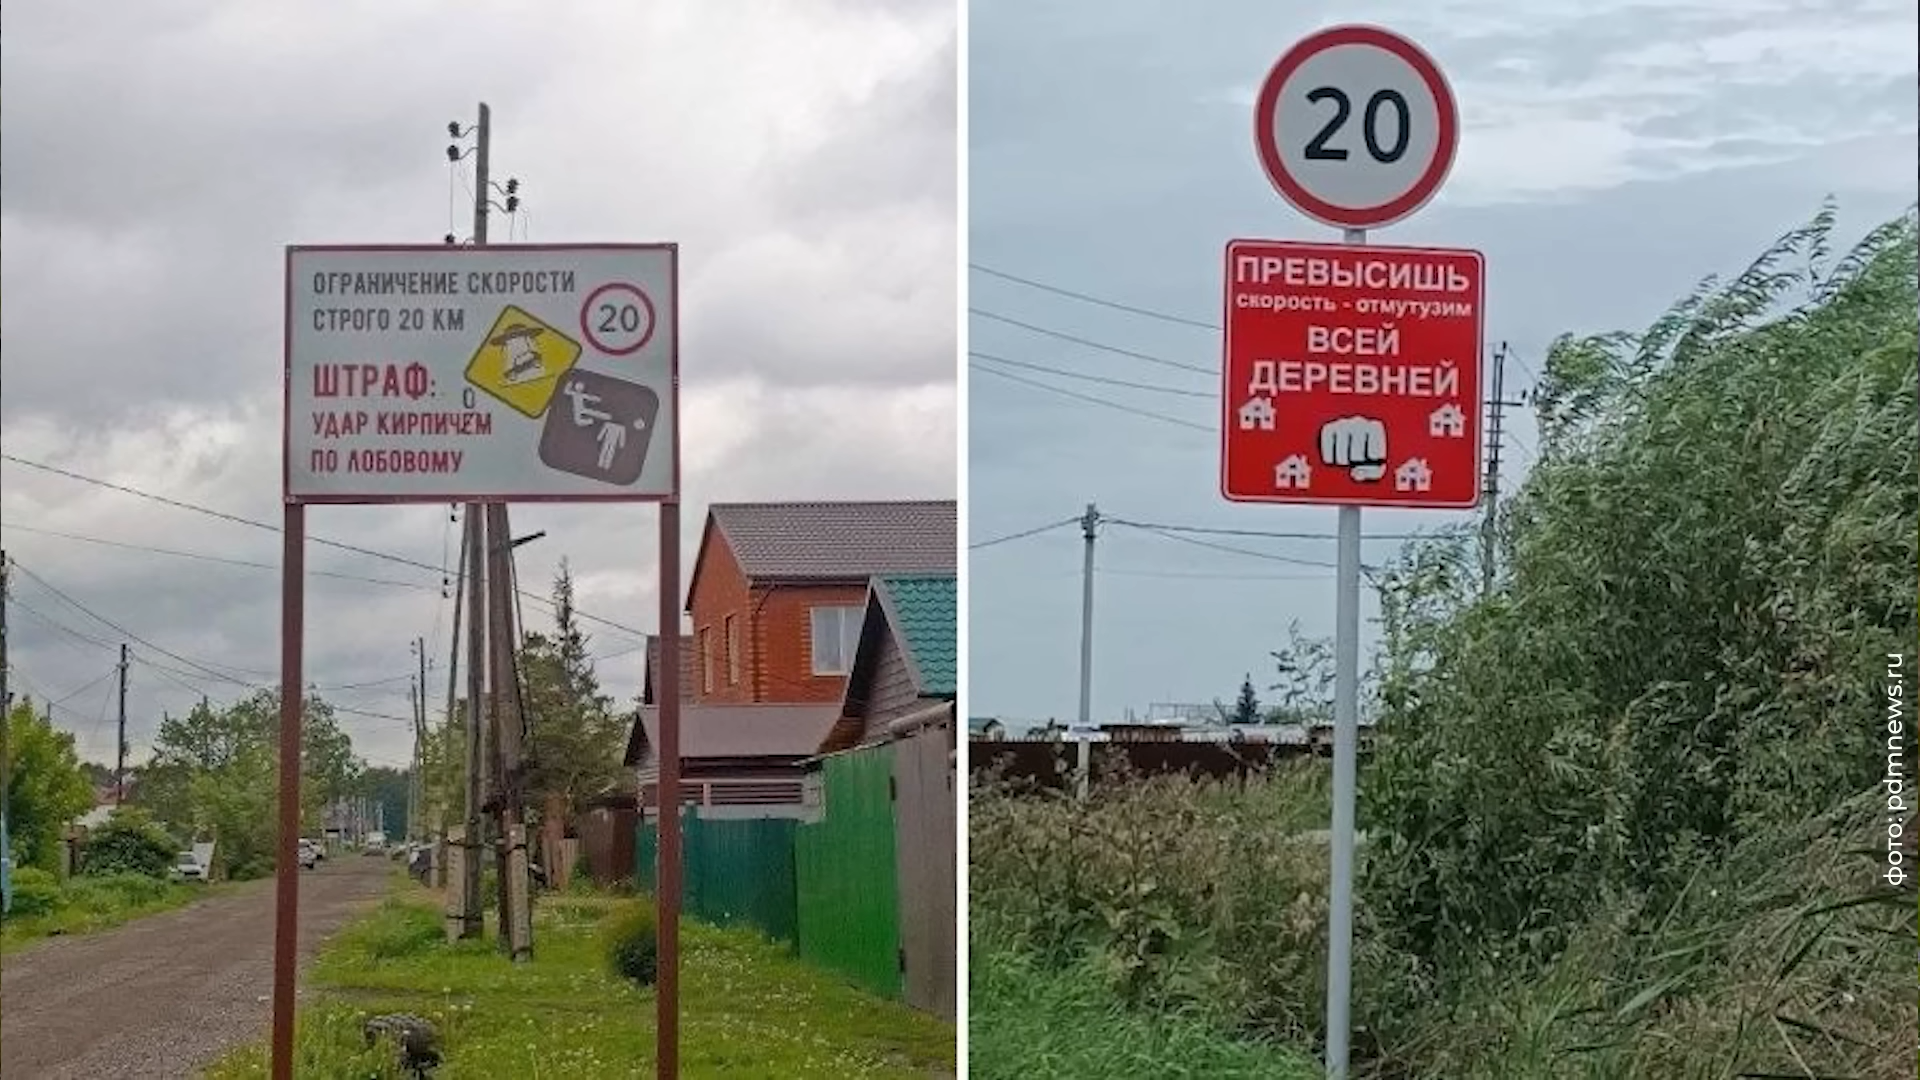 ОГРАНИЧЕНИЕ СКОРОСТИ
СТРОГО 20 КМ
20
ШТРАФ:
УДАР КИРПИЧЕМ
ПО ЛОБОВОМУ
20
ПРЕВЫСИШЬ
скорость - отмутузим
ВСЕЙ
ДЕРЕВНЕЙ
фото: pdmnews.ru